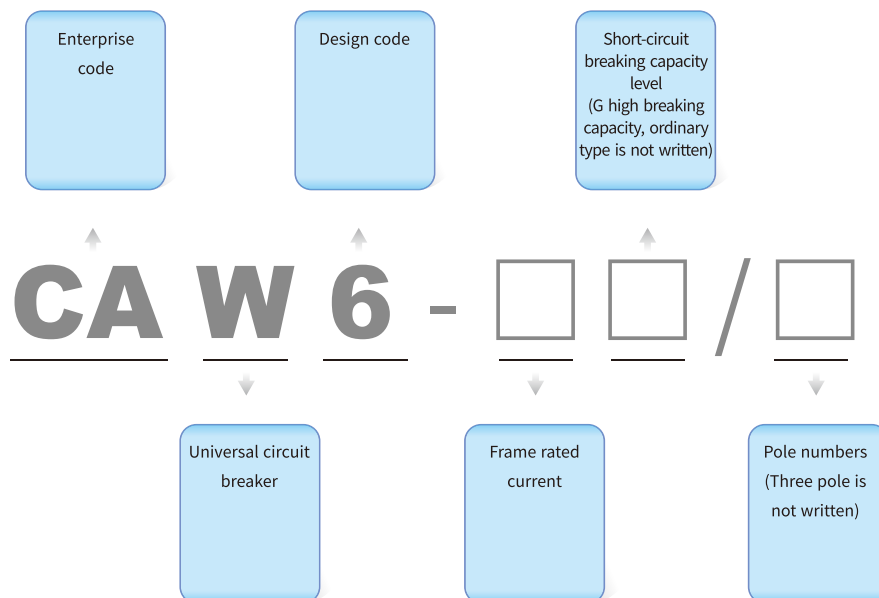 Enterprise
code
Design code
Short-circuit
breaking capacity
level
(G high breaking
capacity, ordinary
type is not written)
CA W 6 - □ □ / □
Universal circuit
breaker
Frame rated
current
Pole numbers
(Three pole is
not written)